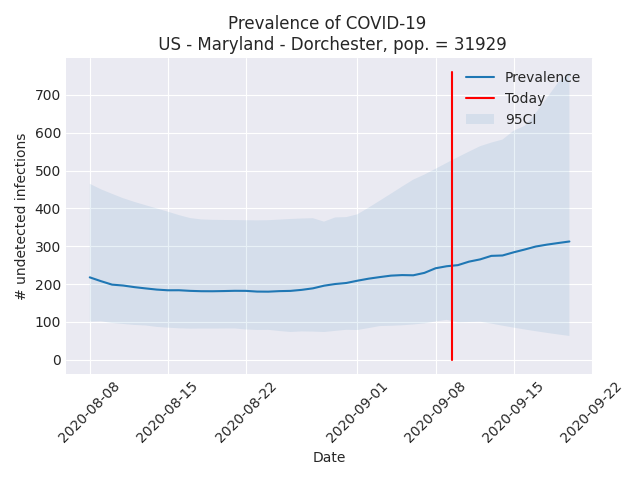 Prevalence of COVID-19
US - Maryland - Dorchester, pop. = 31929
Prevalence
Today
95CI
700
600
500
400
300
200
100
0
# undetected infections
2020-08-08
2020-08-15
2020-08-22
2020-09-01
2020-09-08
2020-09-15
2020-09-22
Date